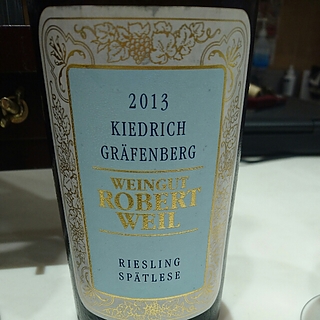 2013
KIEDRICH
GRÄFENBERG
WEINGUT
ROBERT
WEIL
RIESLING
SPÄTLESE